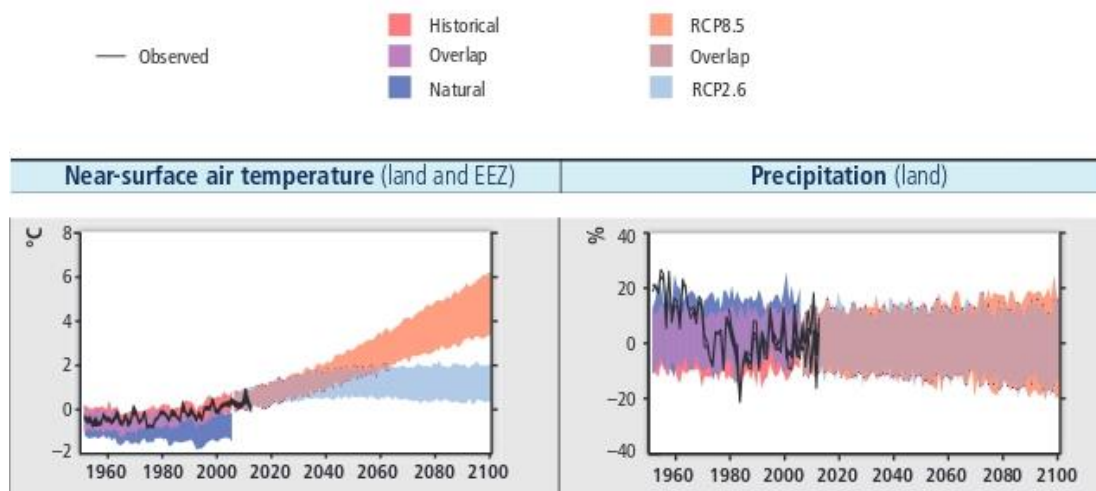 Observed
Historical
Overlap
Natural
RCP8.5
Overlap
RCP2.6
Near-surface air temperature (land and EEZ)
Precipitation (land)
°C
8
6
4
2
0
−2
1960 1980 2000 2020 2040 2060 2080 2100
%
40
20
0
−20
−40
1960 1980 2000 2020 2040 2060 2080 2100